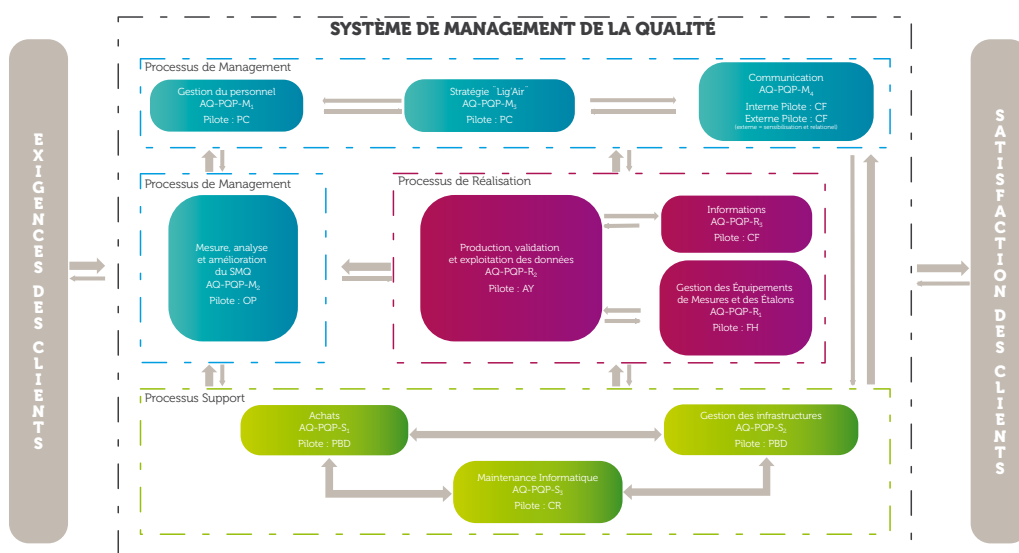 SYSTÈME DE MANAGEMENT DE LA QUALITÉ
EXIGENCES DES CLIENTS
Processus de Management
Gestion du personnel
AQ-PQP-M₁
Pilote : PC
Stratégie ¨Lig'Air¨
AQ-PQP-M₃
Pilote : PC
Communication
AQ-PQP-M₄
Interne Pilote : CF
Externe Pilote : CF
(externe = sensibilisation et relationel)
Processus de Management
Mesure, analyse
et amélioration
du SMQ
AQ-PQP-M₂
Pilote : OP
Processus de Réalisation
Production, validation
et exploitation des données
AQ-PQP-R₂
Pilote : AY
Informations
AQ-PQP-R₃
Pilote : CF
Gestion des Équipements
de Mesures et des Étalons
AQ-PQP-R₁
Pilote : FH
Processus Support
Achats
AQ-PQP-S₁
Pilote : PBD
Gestion des infrastructures
AQ-PQP-S₂
Pilote : PBD
Maintenance Informatique
AQ-PQP-S₃
Pilote : CR
SATISFACTION DES CLIENTS